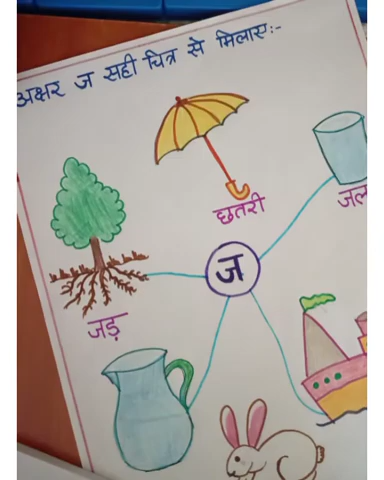 अक्षर ज सही चित्र से मिलाए:-
छतरी
जल
जड़
ज